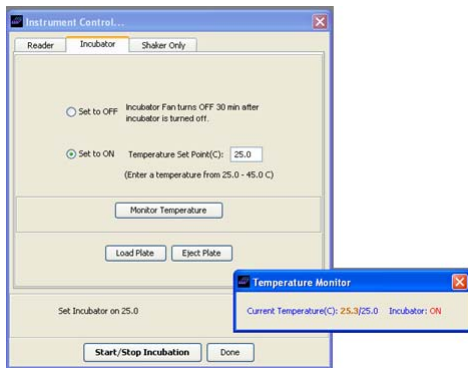 Instrument Control...
Reader
Incubator
Shaker Only
Set to OFF
Incubator Fan turns OFF 30 min after
incubator is turned off.
Set to ON
Temperature Set Point(C): 25.0
(Enter a temperature from 25.0 - 45.0 C)
Monitor Temperature
Load Plate
Eject Plate
Temperature Monitor
Current Temperature(C): 25.3/25.0 Incubator: ON
Set Incubator on 25.0
Start/Stop Incubation
Done